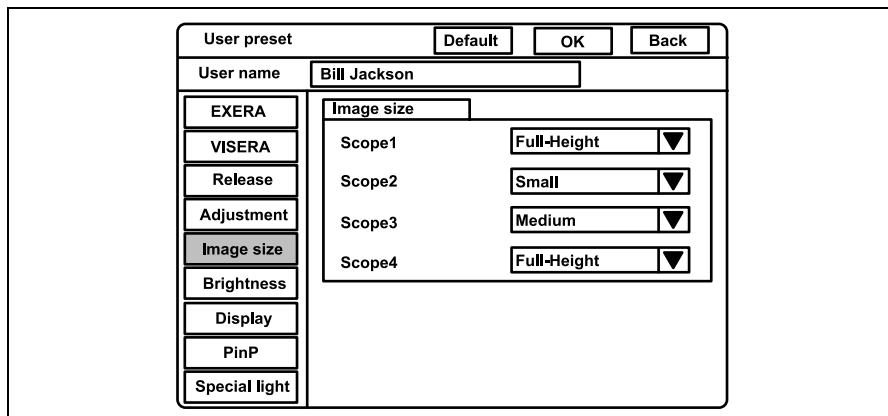 User preset Default OK Back
User name Bill Jackson
EXERA
VISERA
Release
Adjustment
Image size
Brightness
Display
PinP
Special light
Image size
Scope1 Full-Height
Scope2 Small
Scope3 Medium
Scope4 Full-Height